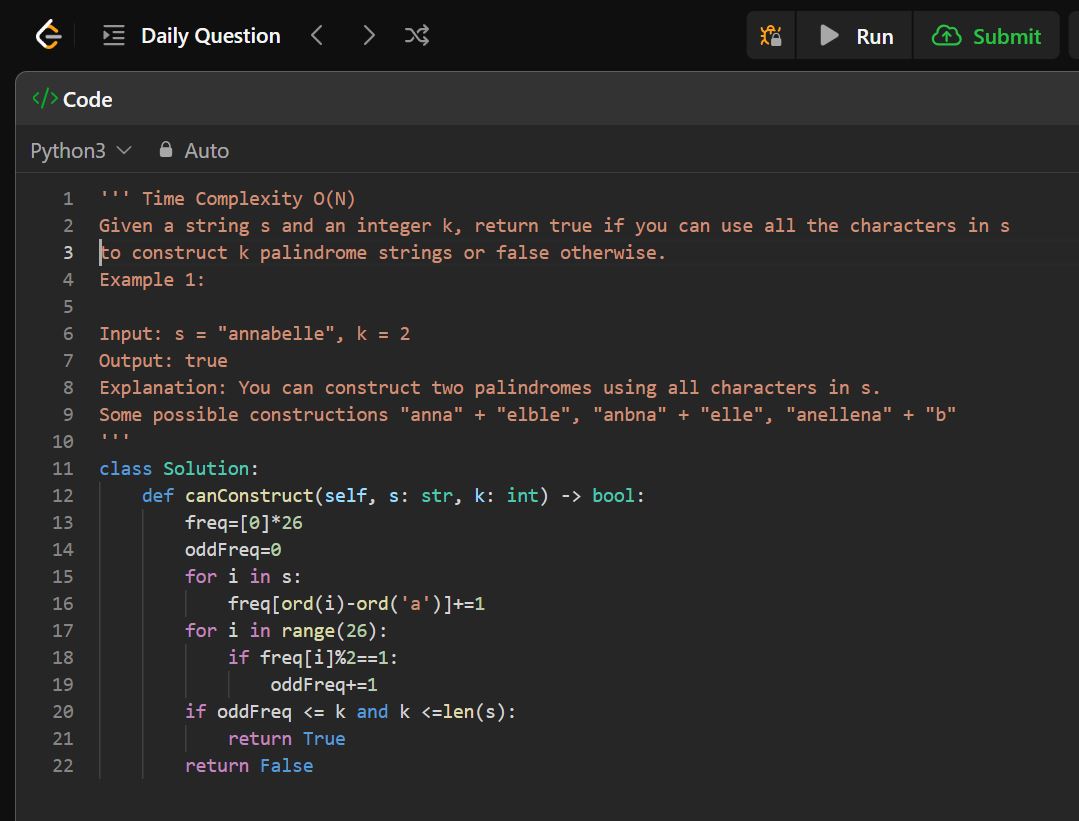 Daily Question
Run
Submit
</> Code
Python3
Auto
1 ''' Time Complexity O(N)
2 Given a string s and an integer k, return true if you can use all the characters in s
3 to construct k palindrome strings or false otherwise.
4 Example 1:
5
6 Input: s = "annabelle", k = 2
7 Output: true
8 Explanation: You can construct two palindromes using all characters in s.
9 Some possible constructions "anna" + "elble", "anbna" + "elle", "anellena" + "b"
10 '''
11 class Solution:
12     def canConstruct(self, s: str, k: int) -> bool:
13         freq=[0]*26
14         oddFreq=0
15         for i in s:
16             freq[ord(i)-ord('a')]+=1
17         for i in range(26):
18             if freq[i]%2==1:
19                 oddFreq+=1
20         if oddFreq <= k and k <=len(s):
21             return True
22         return False